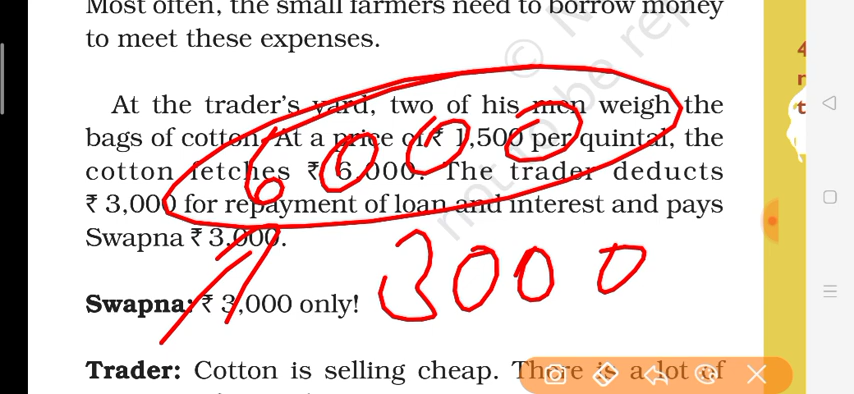 Most often, the small farmers need to borrow money
to meet these expenses.
At the trader's yard, two of his men weigh the
bags of cotton. At a price of ₹ 1,500 per quintal, the
cotton fetches ₹ 6,000. The trader deducts
₹ 3,000 for repayment of loan and interest and pays
Swapna ₹ 3,000.
6000
3000
Swapna: ₹ 3,000 only!
Trader: Cotton is selling cheap. There is a lot of